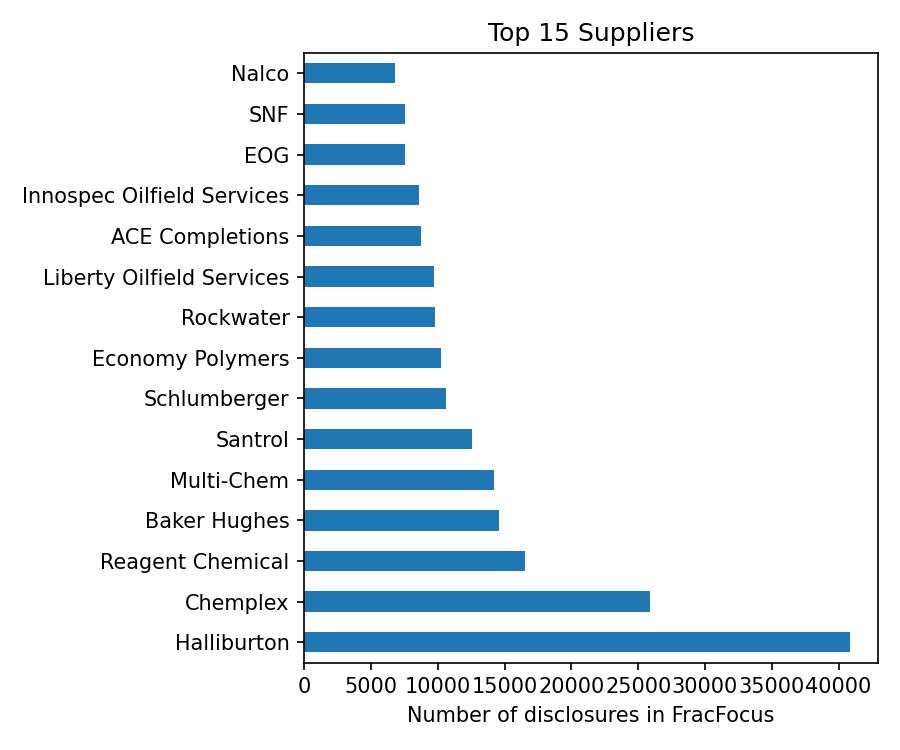 Top 15 Suppliers
Nalco
SNF
EOG
Innospec Oilfield Services
ACE Completions
Liberty Oilfield Services
Rockwater
Economy Polymers
Schlumberger
Santrol
Multi-Chem
Baker Hughes
Reagent Chemical
Chemplex
Halliburton
0 5000 10000 15000 20000 25000 30000 35000 40000
Number of disclosures in FracFocus